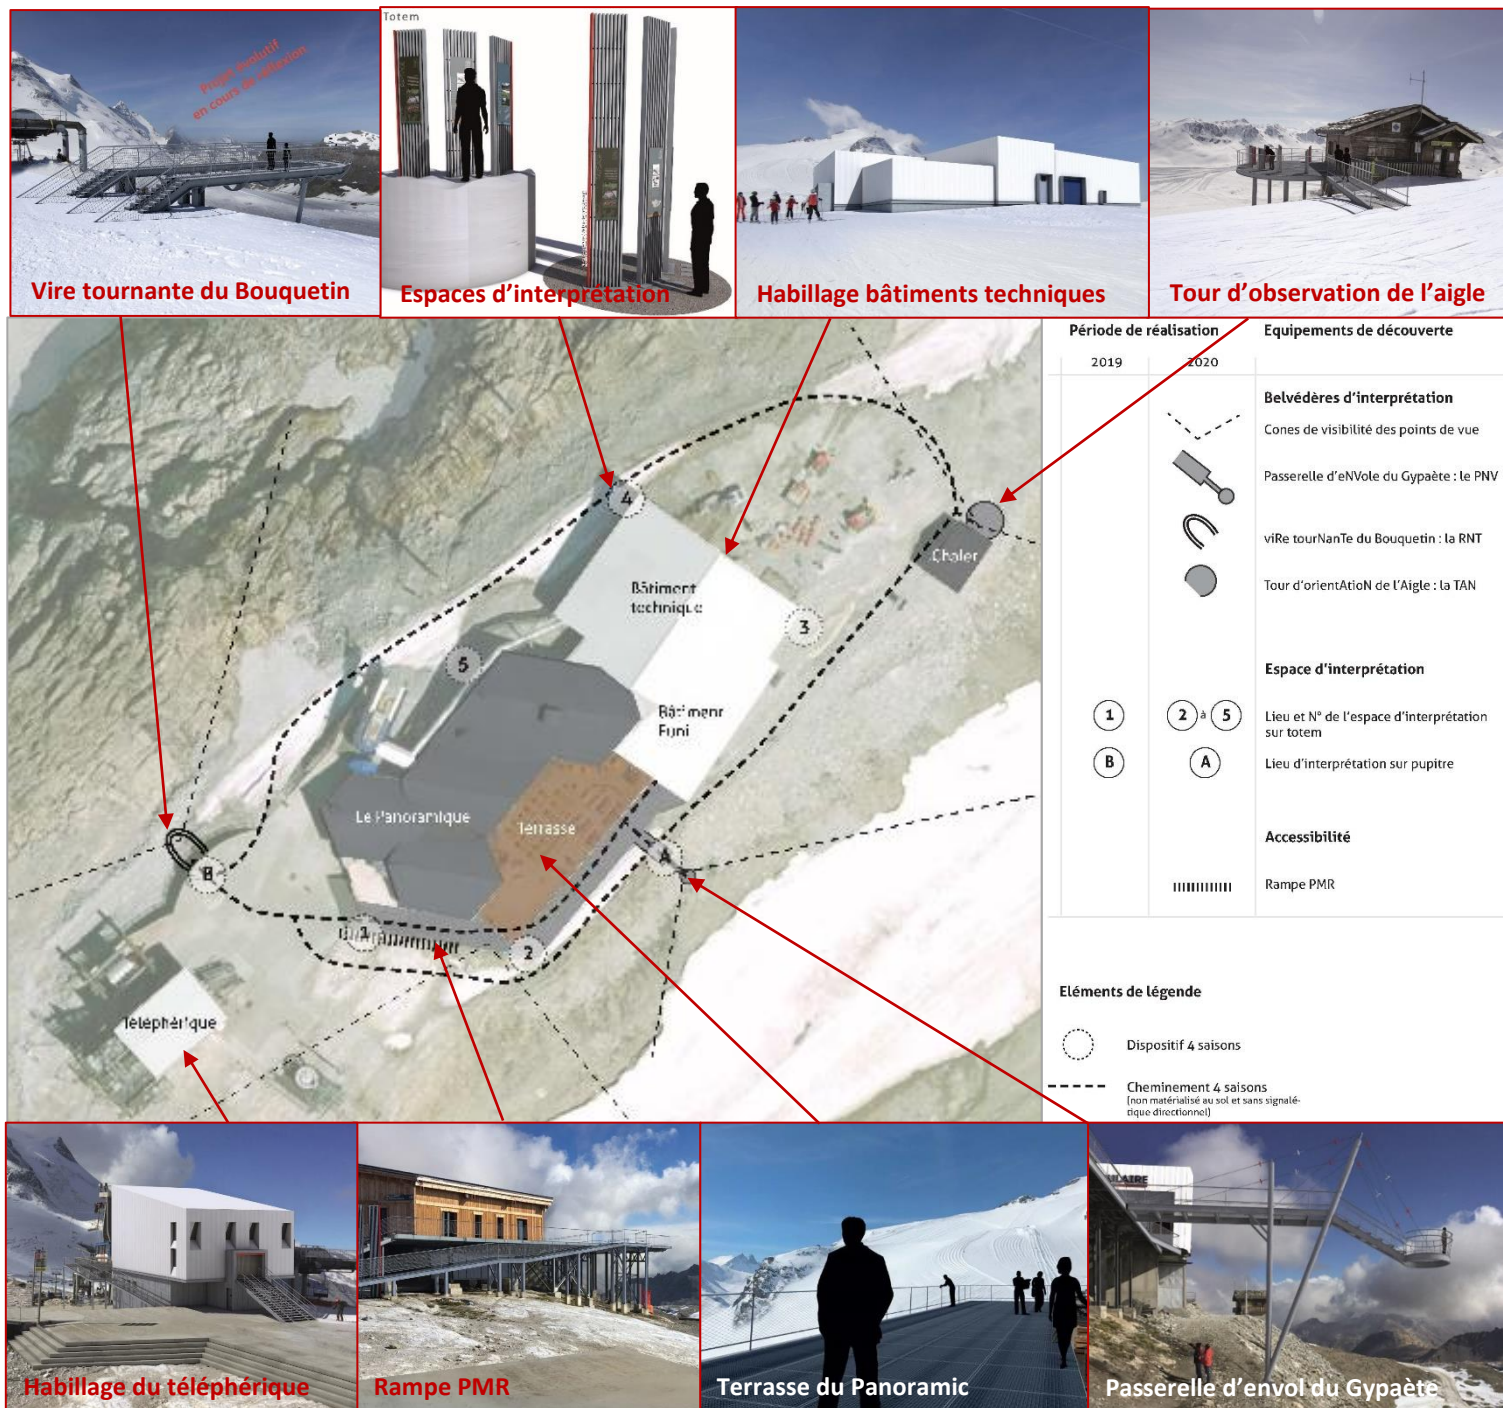 Totem
Projet évolutif
en cours de réflexion
Vire tournante du Bouquetin
Espaces d'interprétation
Habillage bâtiments techniques
Tour d'observation de l'aigle
Période de réalisation
Equipements de découverte
2019
2020
Belvédères d'interprétation
Cones de visibilité des points de vue
Passerelle d'eNVole du Gypaète : le PNV
viRe tourNanTe du Bouquetin : la RNT
Tour d'orientAtioN de l'Aigle : la TAN
Espace d'interprétation
1
2 à 5
Lieu et N° de l'espace d'interprétation
sur totem
B
A
Lieu d'interprétation sur pupitre
Accessibilité
Rampe PMR
Eléments de légende
Dispositif 4 saisons
Cheminement 4 saisons
(non matérialisé au sol et sans signalé-
tique directionnel)
4
Chalet
Bâtiment
technique
3
5
Bâtiment
Funi
Le Panoramique
Terrasse
A
B
1
2
Teléphérique
Habillage du téléphérique
Rampe PMR
Terrasse du Panoramic
ULAIRE
Passerelle d'envol du Gypaète